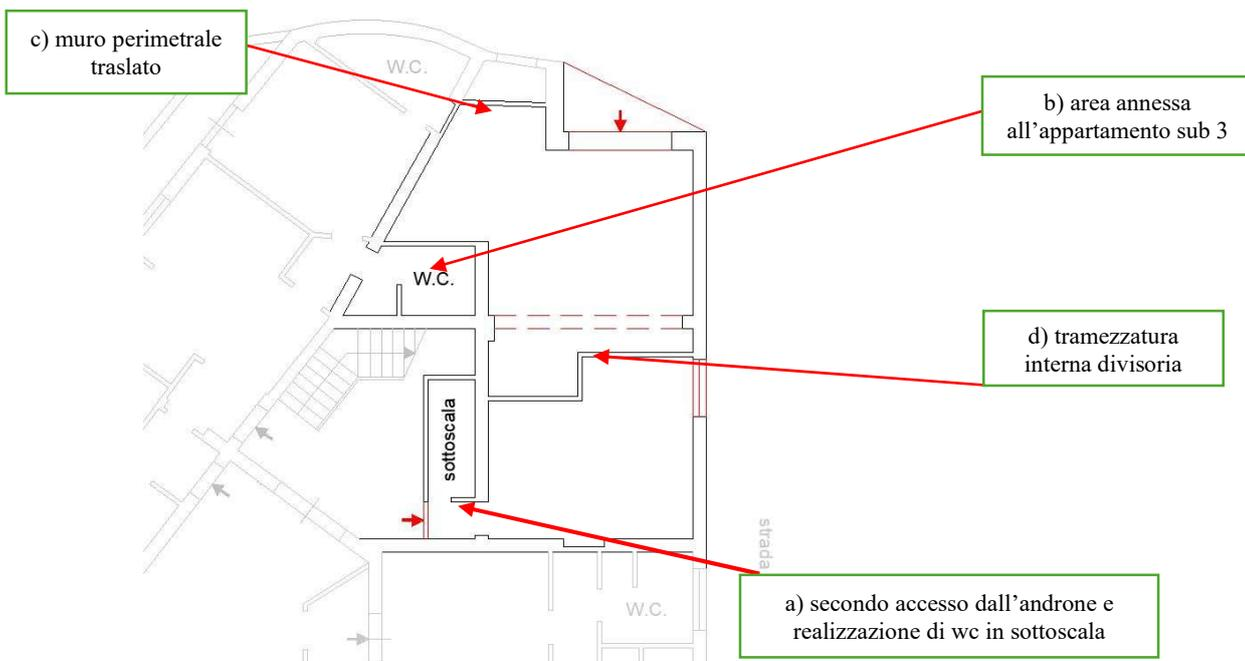 c) muro perimetrale
traslato
W.C.
b) area annessa
all’appartamento sub 3
W.C.
d) tramezzatura
interna divisoria
sottoscala
strada
a) secondo accesso dall’androne e
realizzazione di wc in sottoscala
W.C.